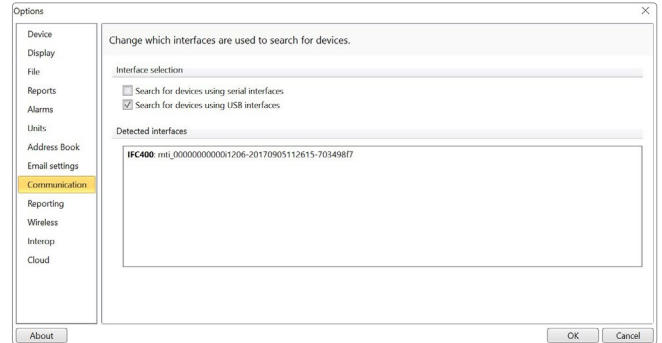 Options
Device
Display
File
Reports
Alarms
Units
Address Book
Email settings
Communication
Reporting
Wireless
Interop
Cloud
Change which interfaces are used to search for devices.
Interface selection
Search for devices using serial interfaces
Search for devices using USB interfaces
Detected interfaces
IFC400: mti_00000000000i1206-20170905112615-703498f7
About
OK
Cancel